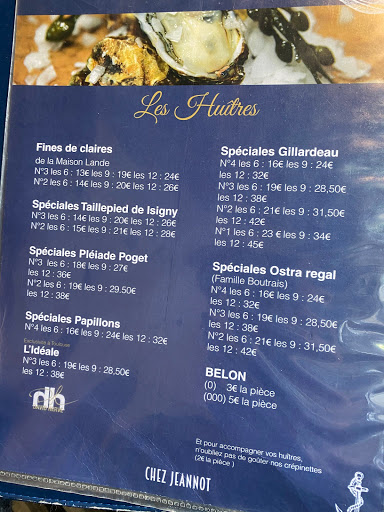 Les Huîtres
Fines de claires
de la Maison Lande
N°3 les 6 : 13€ les 9 : 19€ les 12 : 24€
N°2 les 6 : 14€ les 9 : 20€ les 12 : 26€
Spéciales Taillepied de Isigny
N°3 les 6 : 14€ les 9 : 20€ les 12 : 26€
N°2 les 6 : 15€ les 9 : 21€ les 12 : 28€
Spéciales Pléiade Poget
N°3 les 6 : 18€ les 9 : 27€
les 12 : 36€
N°2 les 6 : 19€ les 9 : 29.50€
les 12 : 38€
Spéciales Papillons
N°4 les 6 : 16€ les 9 : 24€ les 12 : 32€
Exclusivité à Toulouse
L'Idéale
N°3 les 6 : 19€ les 9 : 28,50€
les 12 : 38€
dh
Spéciales Gillardeau
N°4 les 6 : 16€ les 9 : 24€
les 12 : 32€
N°3 les 6 : 19€ les 9 : 28,50€
les 12 : 38€
N°2 les 6 : 21€ les 9 : 31,50€
les 12 : 42€
N°1 les 6 : 23 € les 9 : 34€
les 12 : 45€
Spéciales Ostra regal
(Famille Boutrais)
N°4 les 6 : 16€ les 9 : 24€
les 12 : 32€
N°3 les 6 : 19€ les 9 : 28,50€
les 12 : 38€
N°2 les 6 : 21€ les 9 : 31,50€
les 12 : 42€
BELON
(0) 3€ la pièce
(000) 5€ la pièce
Et pour accompagner vos huîtres,
n'oubliez pas de goûter nos crépinettes
(2€ la pièce )
CHEZ JEANNOT